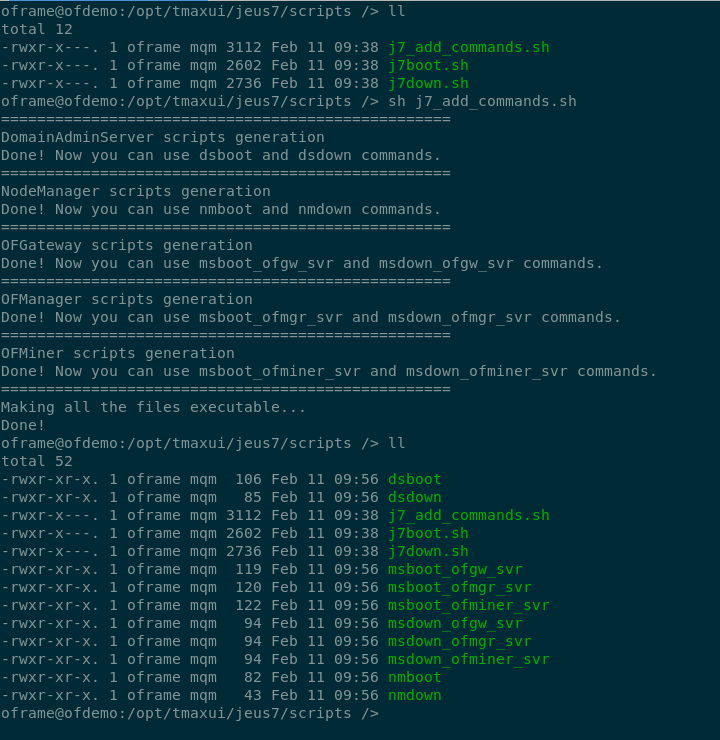 oframe@ofdemo:/opt/tmaxui/jeus7/scripts /> ll
total 12
-rwxr-x---. 1 oframe mqm 3112 Feb 11 09:38 j7_add_commands.sh
-rwxr-x---. 1 oframe mqm 2602 Feb 11 09:38 j7boot.sh
-rwxr-x---. 1 oframe mqm 2736 Feb 11 09:38 j7down.sh
oframe@ofdemo:/opt/tmaxui/jeus7/scripts /> sh j7_add_commands.sh
==================================================
DomainAdminServer scripts generation
Done! Now you can use dsboot and dsdown commands.
==================================================
NodeManager scripts generation
Done! Now you can use nmboot and nmdown commands.
==================================================
OFGateway scripts generation
Done! Now you can use msboot_ofgw_svr and msdown_ofgw_svr commands.
==================================================
OFManager scripts generation
Done! Now you can use msboot_ofmgr_svr and msdown_ofmgr_svr commands.
==================================================
OFMiner scripts generation
Done! Now you can use msboot_ofminer_svr and msdown_ofminer_svr commands.
==================================================
Making all the files executable...
Done!
oframe@ofdemo:/opt/tmaxui/jeus7/scripts /> ll
total 52
-rwxr-xr-x. 1 oframe mqm  106 Feb 11 09:56 dsboot
-rwxr-xr-x. 1 oframe mqm   85 Feb 11 09:56 dsdown
-rwxr-x---. 1 oframe mqm 3112 Feb 11 09:38 j7_add_commands.sh
-rwxr-x---. 1 oframe mqm 2602 Feb 11 09:38 j7boot.sh
-rwxr-x---. 1 oframe mqm 2736 Feb 11 09:38 j7down.sh
-rwxr-xr-x. 1 oframe mqm  119 Feb 11 09:56 msboot_ofgw_svr
-rwxr-xr-x. 1 oframe mqm  120 Feb 11 09:56 msboot_ofmgr_svr
-rwxr-xr-x. 1 oframe mqm  122 Feb 11 09:56 msboot_ofminer_svr
-rwxr-xr-x. 1 oframe mqm   94 Feb 11 09:56 msdown_ofgw_svr
-rwxr-xr-x. 1 oframe mqm   94 Feb 11 09:56 msdown_ofmgr_svr
-rwxr-xr-x. 1 oframe mqm   94 Feb 11 09:56 msdown_ofminer_svr
-rwxr-xr-x. 1 oframe mqm   82 Feb 11 09:56 nmboot
-rwxr-xr-x. 1 oframe mqm   43 Feb 11 09:56 nmdown
oframe@ofdemo:/opt/tmaxui/jeus7/scripts />